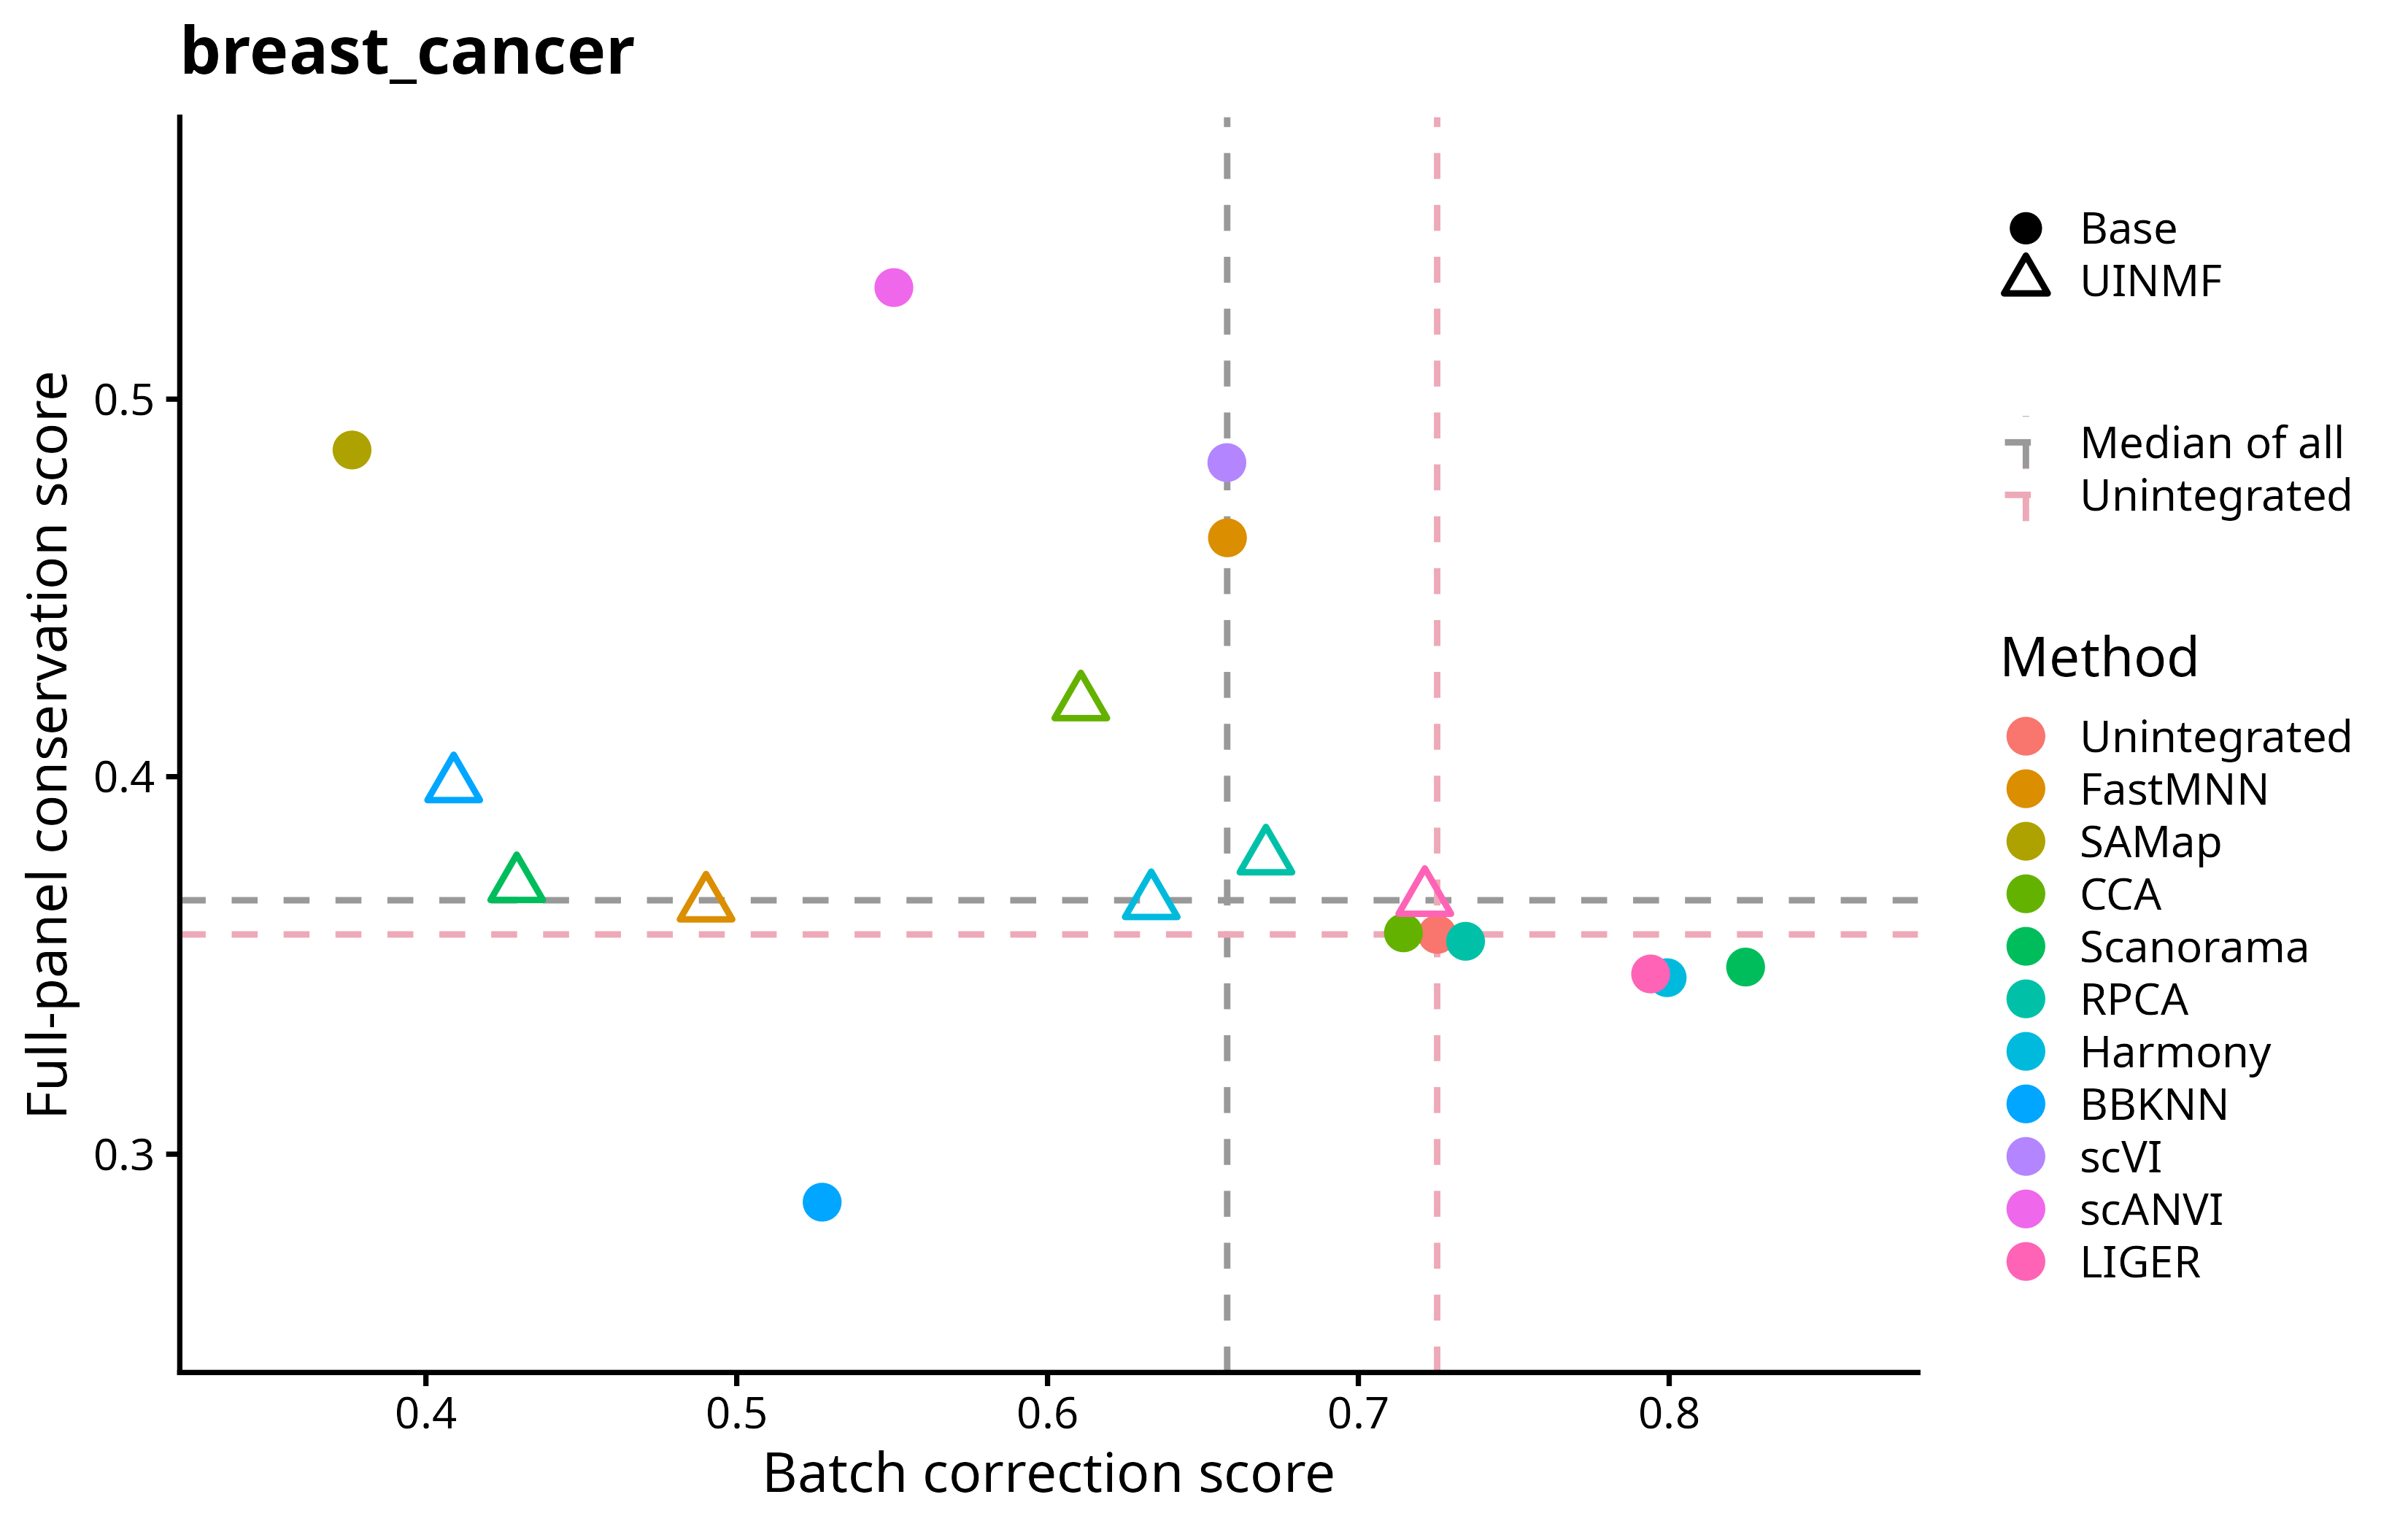 breast_cancer
Full-panel conservation score
0.5
0.4
0.3
0.4
0.5
0.6
0.7
0.8
Batch correction score
Base
UINMF
Median of all
Unintegrated
Method
Unintegrated
FastMNN
SAMap
CCA
Scanorama
RPCA
Harmony
BBKNN
scVI
scANVI
LIGER